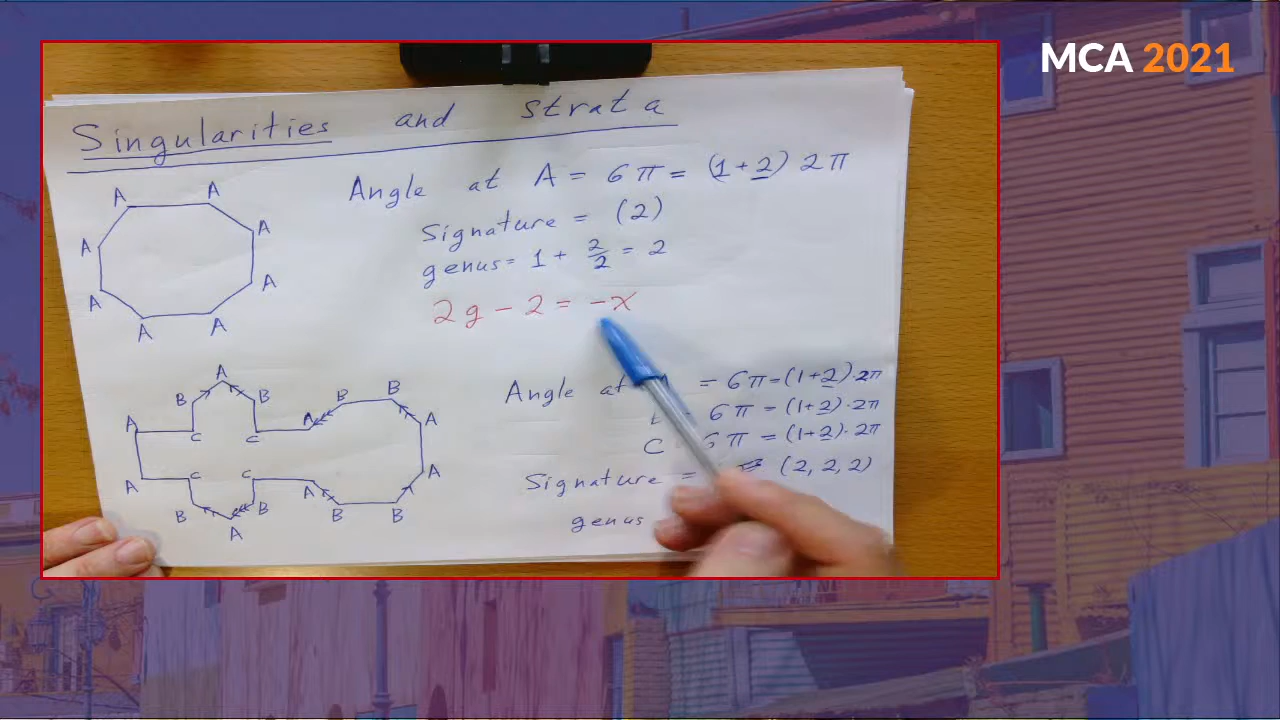 MCA 2021
Singularities and strata
Angle at A = 6π = (1+2) 2π
Signature = (2)
genus = 1 + 2/2 = 2
2g - 2 = -χ
A A
A A
A A
A A
Angle at = 6π = (1+2)·2π
= 6π = (1+2)·2π
C 6π = (1+2)·2π
Signature = (2, 2, 2)
genus
A
B B B B
A A A
C C
C C
A A A
B B B B
A